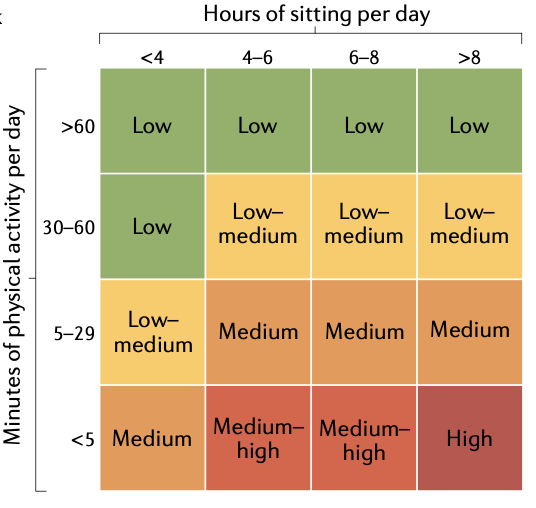 Hours of sitting per day
<4 4–6 6–8 >8
Minutes of physical activity per day
>60 Low Low Low Low
30–60 Low Low– Low– Low–
medium medium medium
5–29 Low– Medium Medium Medium
medium
<5 Medium Medium– Medium– High
high high